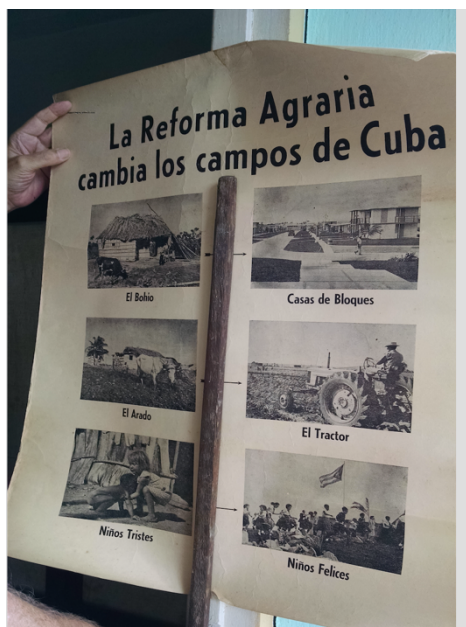 La Reforma Agraria
cambia los campos de Cuba
El Bohio
Casas de Bloques
El Arado
El Tractor
Niños Tristes
Niños Felices